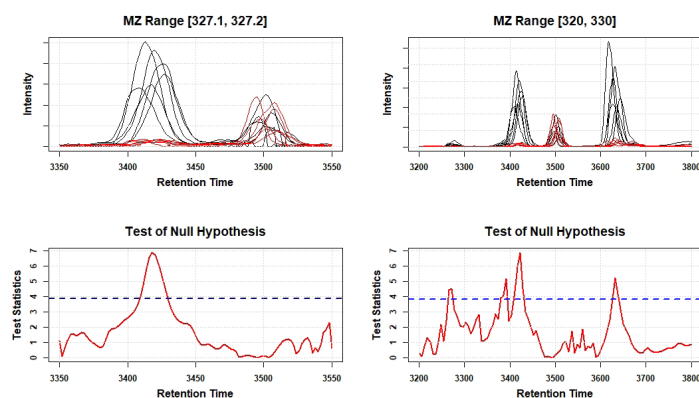 MZ Range [327.1, 327.2]
Intensity
3350 3400 3450 3500 3550
Retention Time
MZ Range [320, 330]
Intensity
3200 3300 3400 3500 3600 3700 3800
Retention Time
Test of Null Hypothesis
Test Statistics
7
6
5
4
3
2
1
0
3350 3400 3450 3500 3550
Retention Time
Test of Null Hypothesis
Test Statistics
7
6
5
4
3
2
1
0
3200 3300 3400 3500 3600 3700 3800
Retention Time